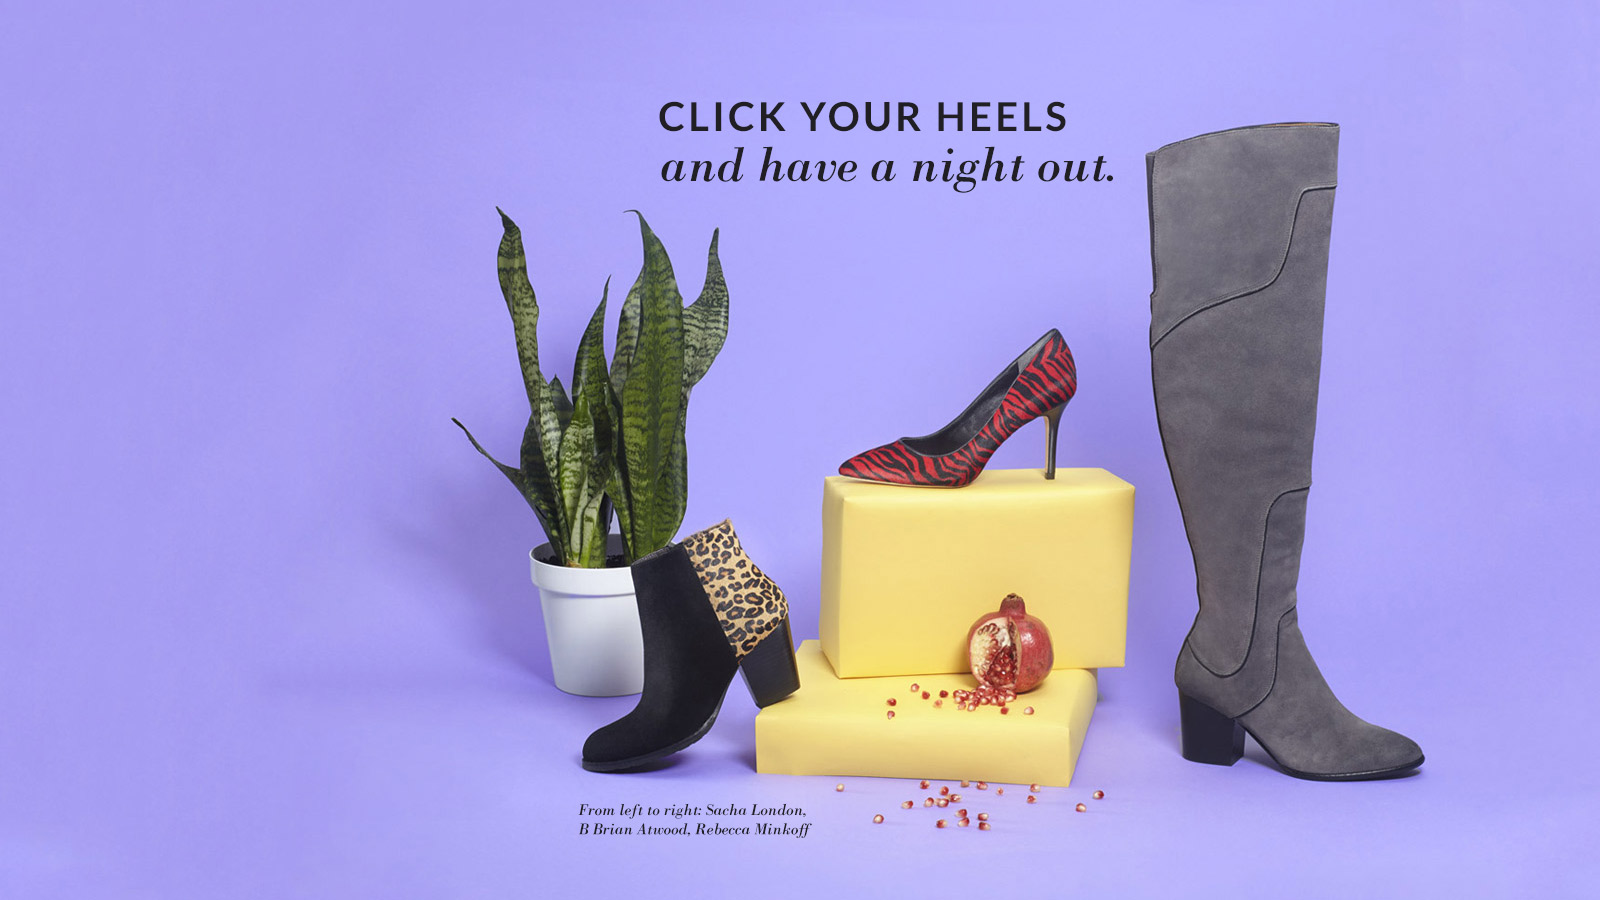 CLICK YOUR HEELS
and have a night out.
From left to right: Sacha London,
B Brian Atwood, Rebecca Minkoff